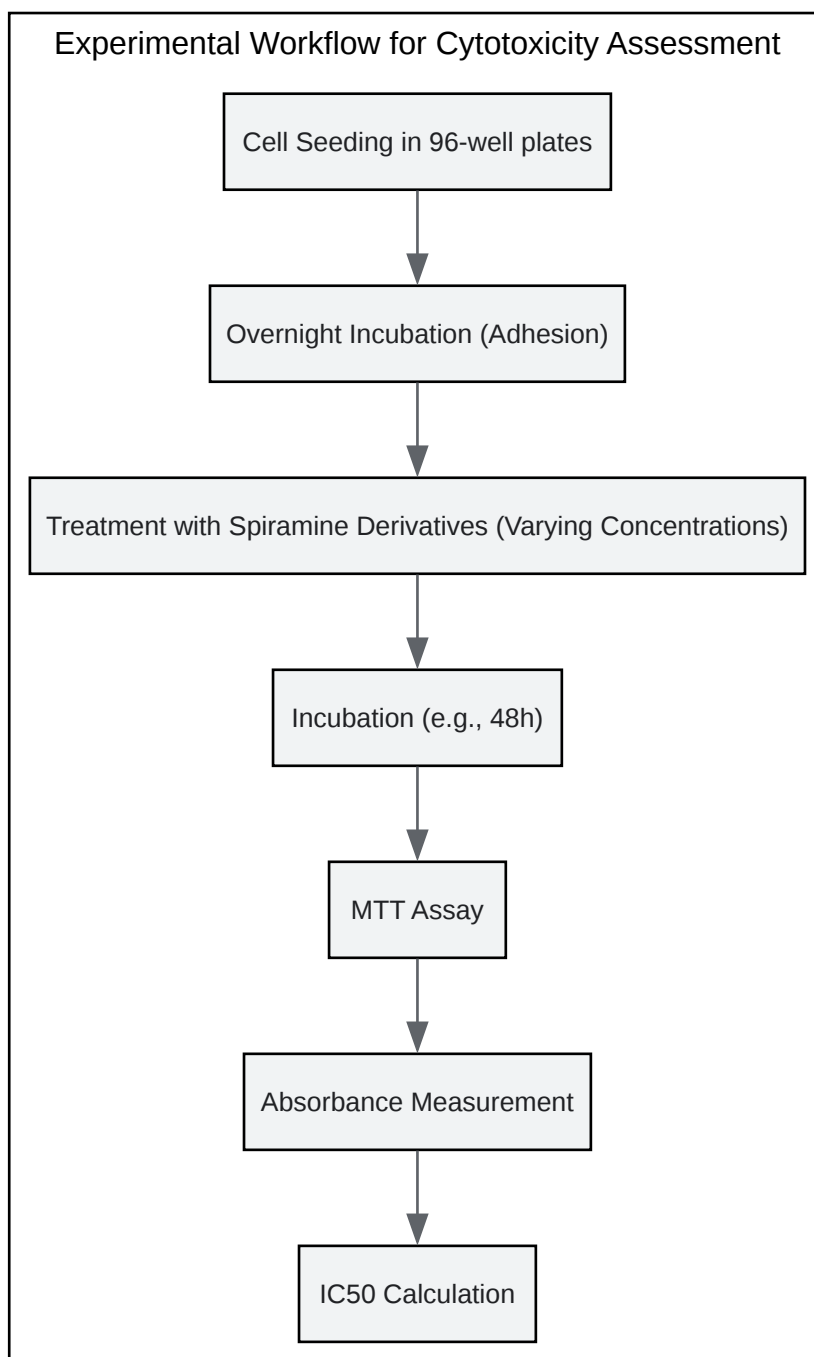 Experimental Workflow for Cytotoxicity Assessment
Cell Seeding in 96-well plates
Overnight Incubation (Adhesion)
Treatment with Spiramine Derivatives (Varying Concentrations)
Incubation (e.g., 48h)
MTT Assay
Absorbance Measurement
IC50 Calculation